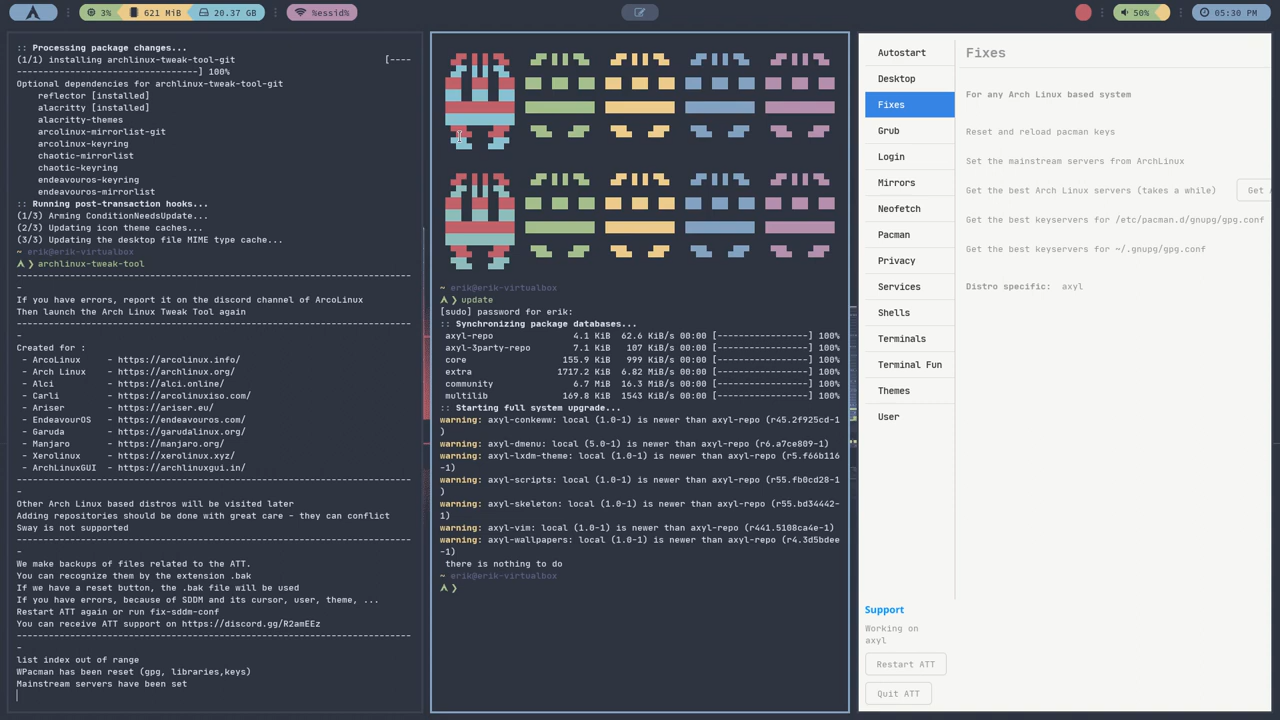 3%
621 MiB
20.37 GB
%essid%
50%
05:30 PM
:: Processing package changes...
(1/1) installing archlinux-tweak-tool-git                    [----
----------------------------------] 100%
Optional dependencies for archlinux-tweak-tool-git
reflector [installed]
alacritty [installed]
alacritty-themes
arcolinux-mirrorlist-git
arcolinux-keyring
chaotic-mirrorlist
chaotic-keyring
endeavouros-keyring
endeavouros-mirrorlist
:: Running post-transaction hooks...
(1/3) Arming ConditionNeedsUpdate...
(2/3) Updating icon theme caches...
(3/3) Updating the desktop file MIME type cache...
~ erik@erik-virtualbox
❯ archlinux-tweak-tool
------------------------------------------------------------------
-
If you have errors, report it on the discord channel of ArcoLinux
Then launch the Arch Linux Tweak Tool again
------------------------------------------------------------------
-
Created for :
- ArcoLinux     - https://arcolinux.info/
- Arch Linux    - https://archlinux.org/
- Alci          - https://alci.online/
- Carli         - https://arcolinuxiso.com/
- Ariser        - https://ariser.eu/
- EndeavourOS   - https://endeavouros.com/
- Garuda        - https://garudalinux.org/
- Manjaro       - https://manjaro.org/
- Xerolinux     - https://xerolinux.xyz/
- ArchLinuxGUI  - https://archlinuxgui.in/
------------------------------------------------------------------
-
Other Arch Linux based distros will be visited later
Adding repositories should be done with great care - they can conflict
Sway is not supported
------------------------------------------------------------------
-
We make backups of files related to the ATT.
You can recognize them by the extension .bak
If we have a reset button, the .bak file will be used
If you have errors, because of SDDM and its cursor, user, theme, ...
Restart ATT again or run fix-sddm-conf
You can receive ATT support on https://discord.gg/R2amEEz
------------------------------------------------------------------
-
list index out of range
WPacman has been reset (gpg, libraries,keys)
Mainstream servers have been set
~ erik@erik-virtualbox
❯ update
[sudo] password for erik:
:: Synchronizing package databases...
axyl-repo              4.1 KiB  62.6 KiB/s 00:00 [----------------] 100%
axyl-3party-repo       7.1 KiB   107 KiB/s 00:00 [----------------] 100%
core                 155.9 KiB   999 KiB/s 00:00 [----------------] 100%
extra               1717.2 KiB  6.82 MiB/s 00:00 [----------------] 100%
community              6.7 MiB  16.3 MiB/s 00:00 [----------------] 100%
multilib             169.8 KiB  1543 KiB/s 00:00 [----------------] 100%
:: Starting full system upgrade...
warning: axyl-conkeww: local (1.0-1) is newer than axyl-repo (r45.2f925cd-1
)
warning: axyl-dmenu: local (5.0-1) is newer than axyl-repo (r6.a7ce809-1)
warning: axyl-lxdm-theme: local (1.0-1) is newer than axyl-repo (r5.f66b116
-1)
warning: axyl-scripts: local (1.0-1) is newer than axyl-repo (r55.fb0cd28-1
)
warning: axyl-skeleton: local (1.0-1) is newer than axyl-repo (r55.bd34442-
1)
warning: axyl-vim: local (1.0-1) is newer than axyl-repo (r441.5108ca4e-1)
warning: axyl-wallpapers: local (1.0-1) is newer than axyl-repo (r4.3d5bdee
-1)
there is nothing to do
~ erik@erik-virtualbox
❯
Autostart
Desktop
Fixes
Grub
Login
Mirrors
Neofetch
Pacman
Privacy
Services
Shells
Terminals
Terminal Fun
Themes
User
Support
Working on
axyl
Restart ATT
Quit ATT
Fixes
For any Arch Linux based system
Reset and reload pacman keys
Set the mainstream servers from ArchLinux
Get the best Arch Linux servers (takes a while)
Get
Get the best keyservers for /etc/pacman.d/gnupg/gpg.conf
Get the best keyservers for ~/.gnupg/gpg.conf
Distro specific:  axyl